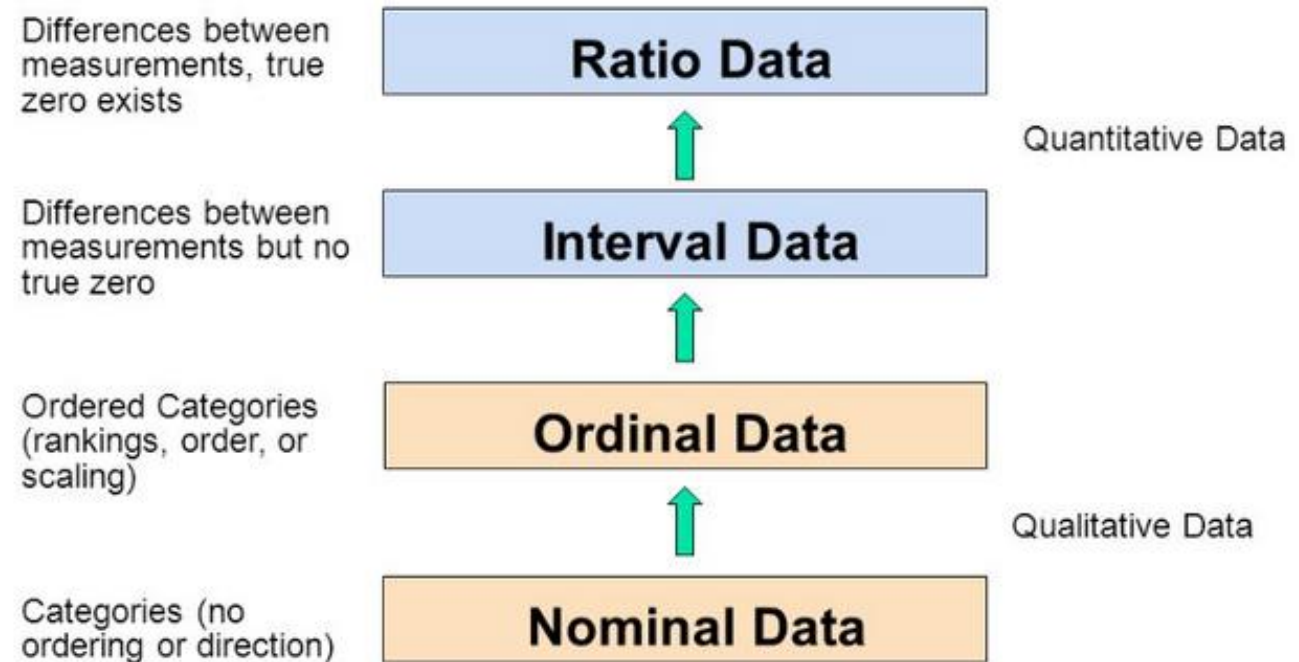 Differences between
measurements, true
zero exists
Ratio Data
Quantitative Data
Differences between
measurements but no
true zero
Interval Data
Ordered Categories
(rankings, order, or
scaling)
Ordinal Data
Qualitative Data
Categories (no
ordering or direction)
Nominal Data